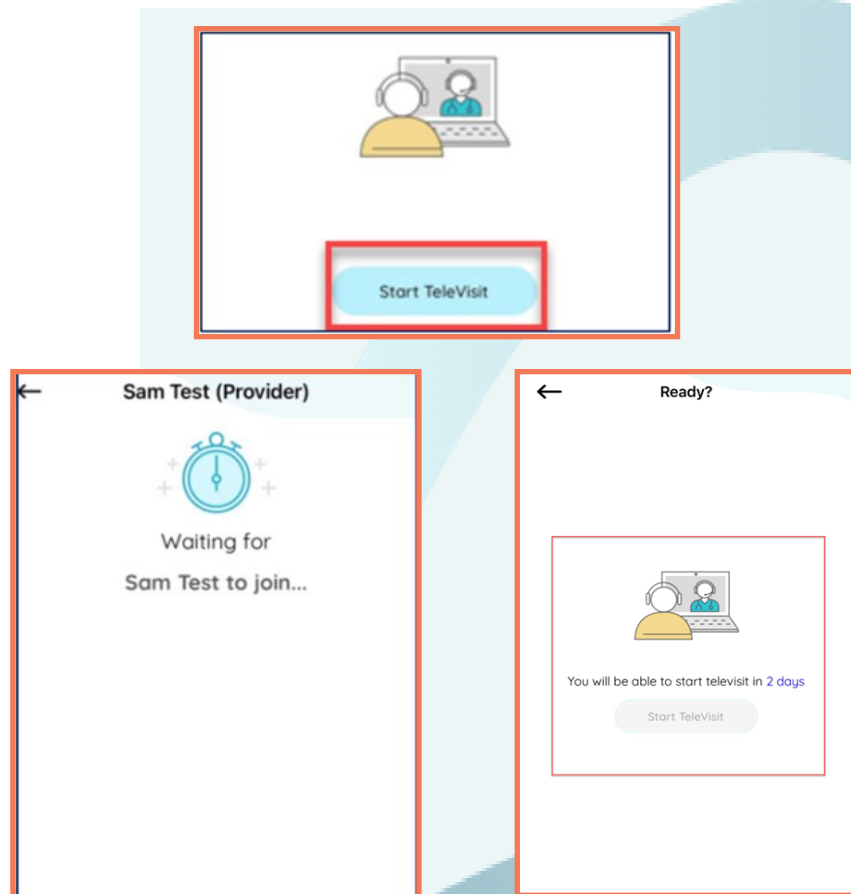 Start TeleVisit
Sam Test (Provider)
Waiting for
Sam Test to join...
Ready?
You will be able to start televisit in 2 days
Start TeleVisit